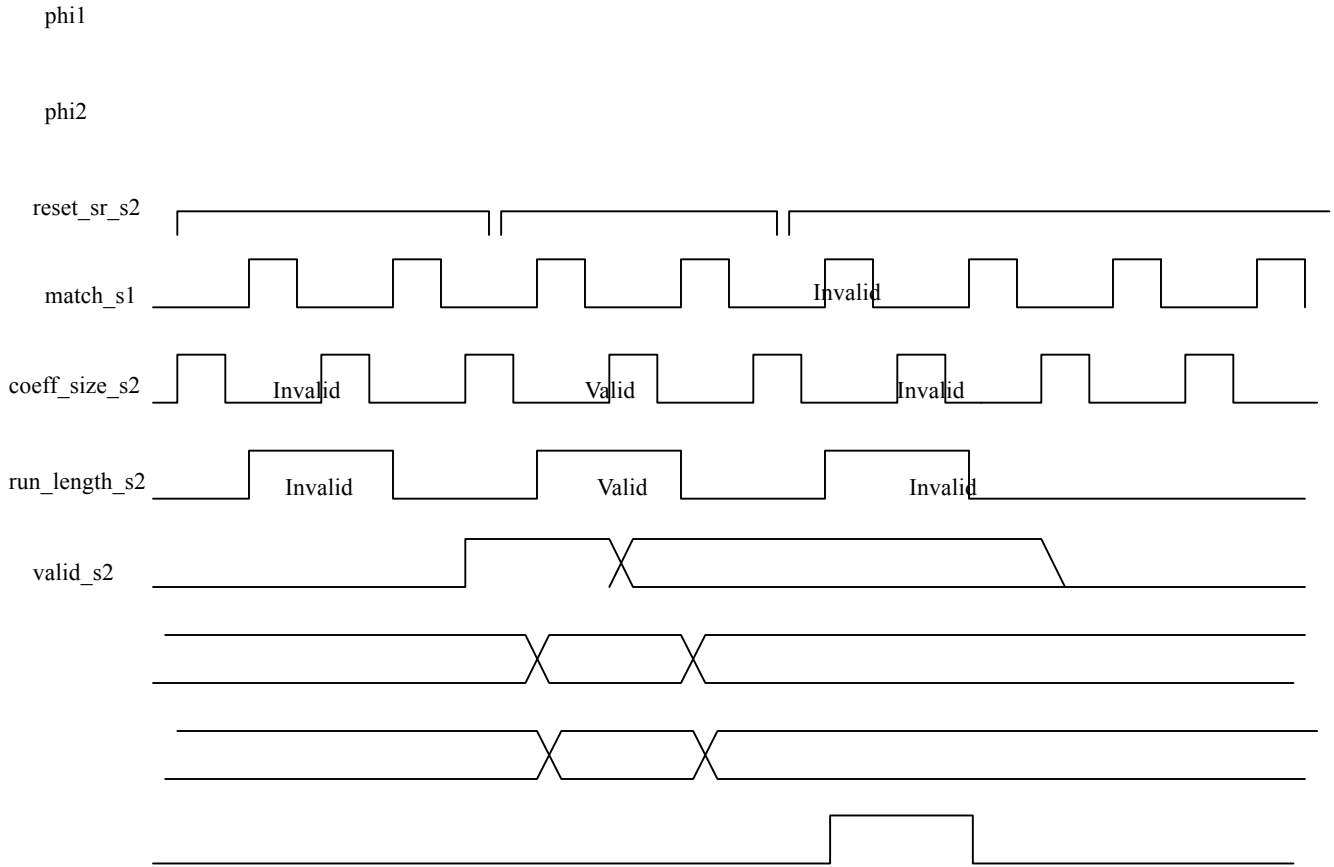 phi1
phi2
reset_sr_s2
match_s1
Invalid
coeff_size_s2
Invalid
Valid
Invalid
run_length_s2
Invalid
Valid
Invalid
valid_s2